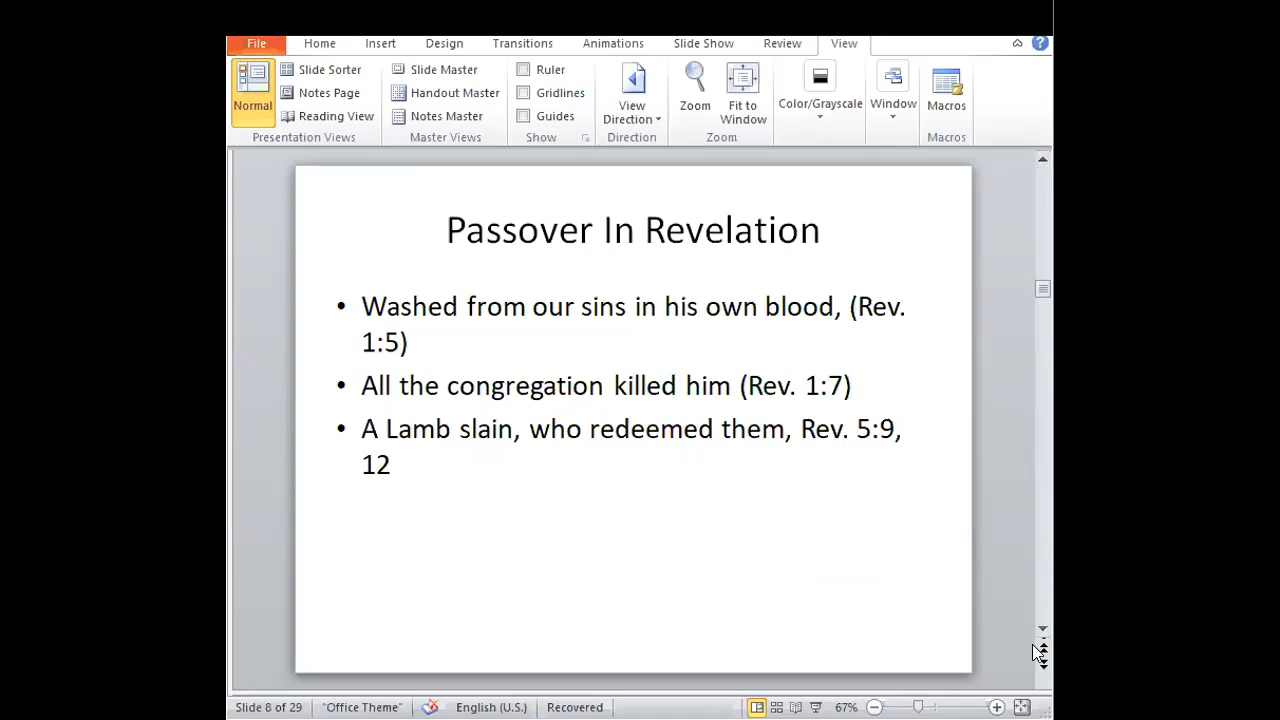 File Home Insert Design Transitions Animations Slide Show Review View
Normal
Slide Sorter
Notes Page
Reading View
Presentation Views
Slide Master
Handout Master
Notes Master
Master Views
Ruler
Gridlines
Guides
Show
View
Direction
Direction
Zoom
Fit to
Window
Zoom
Color/Grayscale
Window
Macros
Macros
Passover In Revelation
• Washed from our sins in his own blood, (Rev.
1:5)
• All the congregation killed him (Rev. 1:7)
• A Lamb slain, who redeemed them, Rev. 5:9,
12
Slide 8 of 29 "Office Theme" English (U.S.) Recovered 67%